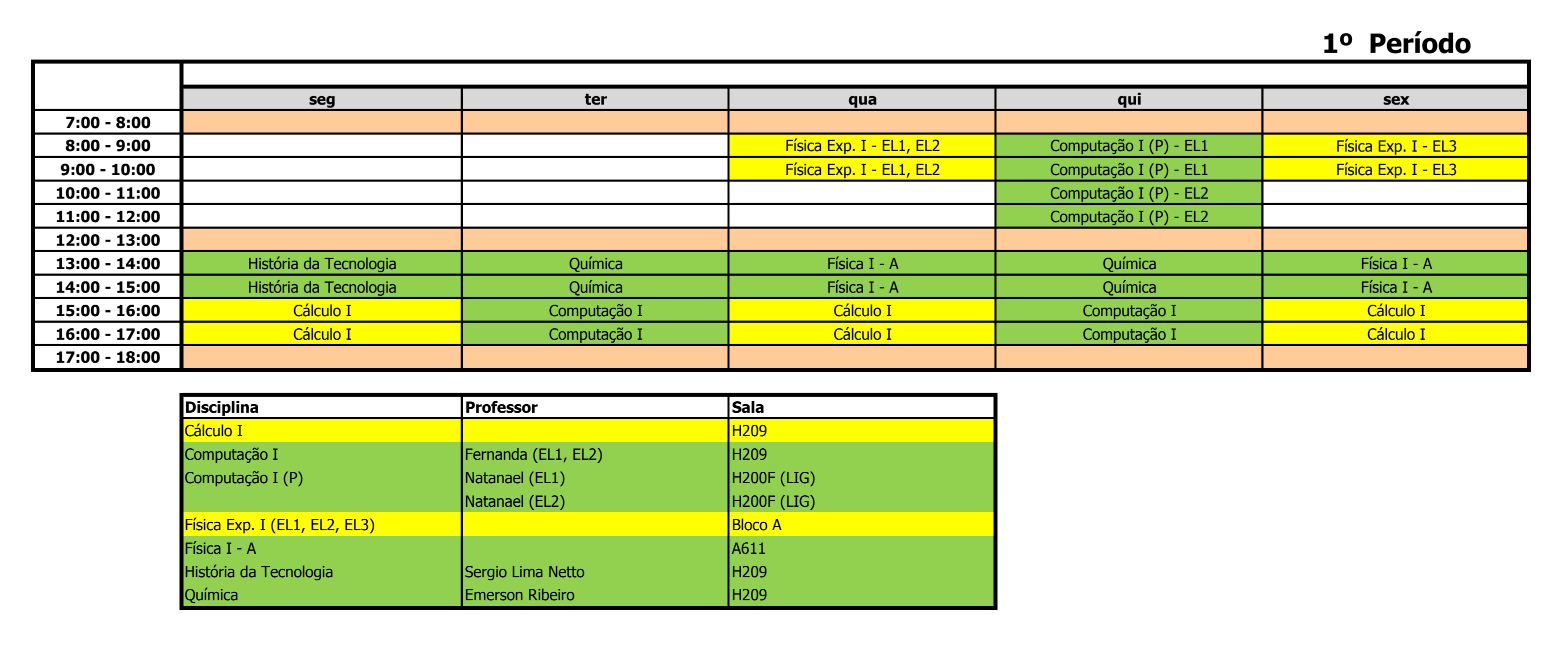 1º Período
seg ter qua qui sex
7:00 - 8:00
8:00 - 9:00 Física Exp. I - EL1, EL2 Computação I (P) - EL1 Física Exp. I - EL3
9:00 - 10:00 Física Exp. I - EL1, EL2 Computação I (P) - EL1 Física Exp. I - EL3
10:00 - 11:00 Computação I (P) - EL2
11:00 - 12:00 Computação I (P) - EL2
12:00 - 13:00
13:00 - 14:00 História da Tecnologia Química Física I - A Química Física I - A
14:00 - 15:00 História da Tecnologia Química Física I - A Química Física I - A
15:00 - 16:00 Cálculo I Computação I Cálculo I Computação I Cálculo I
16:00 - 17:00 Cálculo I Computação I Cálculo I Computação I Cálculo I
17:00 - 18:00
Disciplina Professor Sala
Cálculo I H209
Computação I Fernanda (EL1, EL2) H209
Computação I (P) Natanael (EL1) H200F (LIG)
Natanael (EL2) H200F (LIG)
Física Exp. I (EL1, EL2, EL3) Bloco A
Física I - A A611
História da Tecnologia Sergio Lima Netto H209
Química Emerson Ribeiro H209